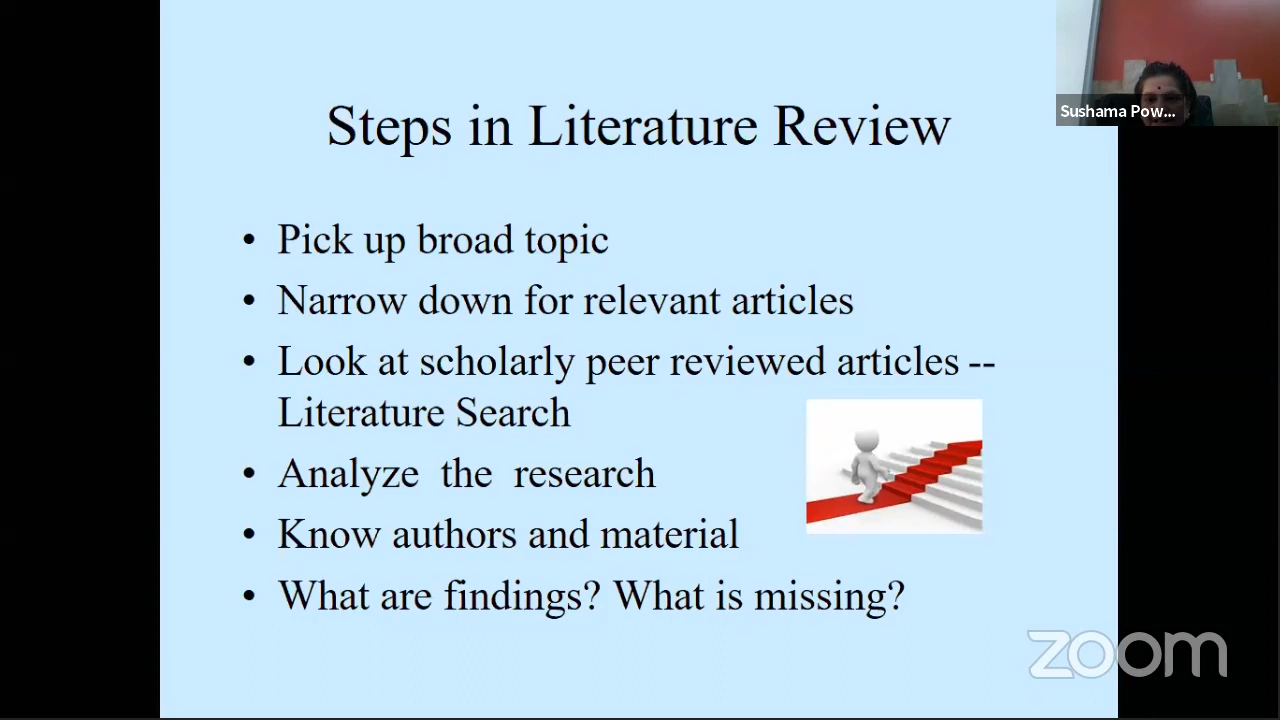 Steps in Literature Review
Sushama Pow...
• Pick up broad topic
• Narrow down for relevant articles
• Look at scholarly peer reviewed articles --
Literature Search
• Analyze the research
• Know authors and material
• What are findings? What is missing?
zoom